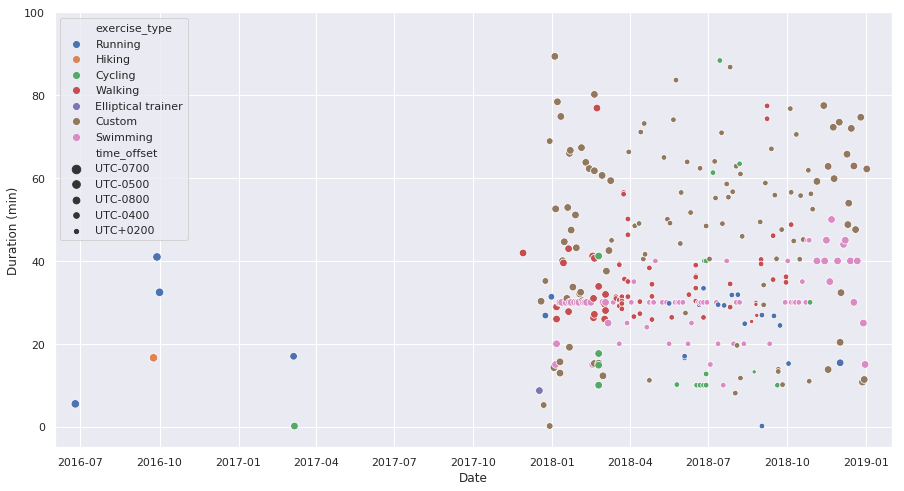 100
80
60
40
20
0
Duration (min)
exercise_type
Running
Hiking
Cycling
Walking
Elliptical trainer
Custom
Swimming
time_offset
UTC-0700
UTC-0500
UTC-0800
UTC-0400
UTC+0200
2016-07 2016-10 2017-01 2017-04 2017-07 2017-10 2018-01 2018-04 2018-07 2018-10 2019-01
Date